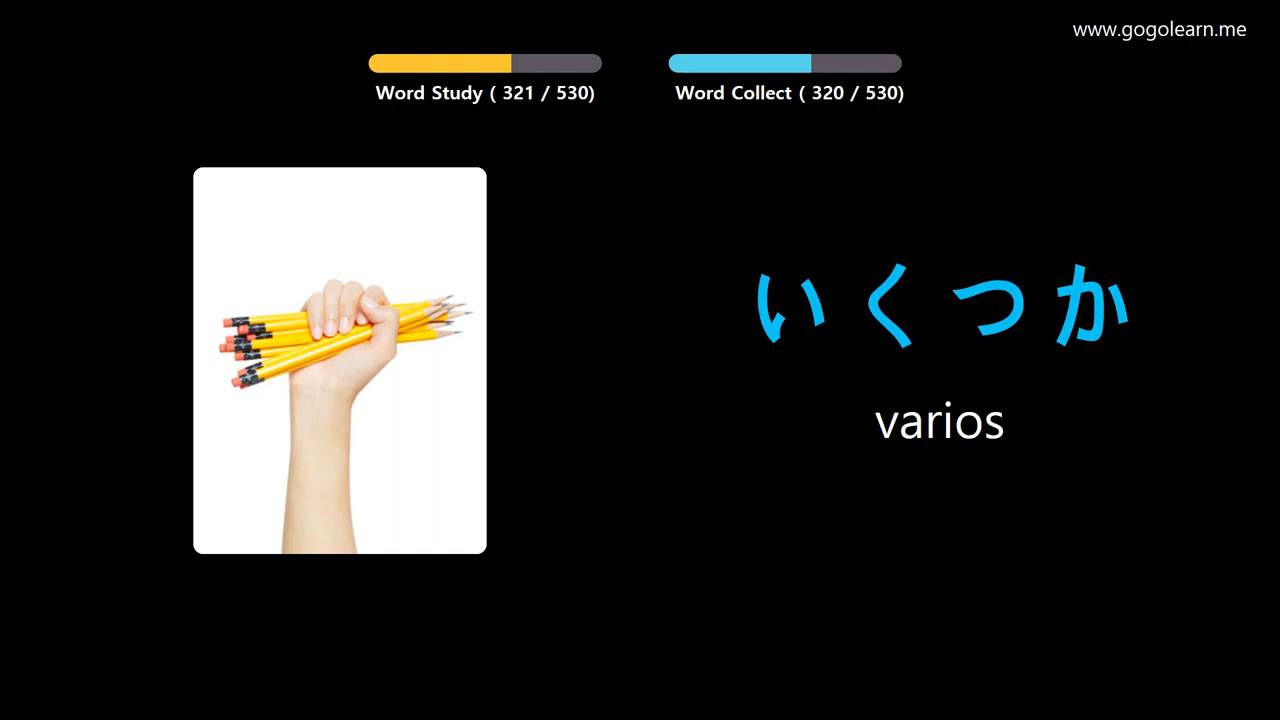 www.gogolearn.me
Word Study ( 321 / 530)
Word Collect ( 320 / 530)
いくつか
varios